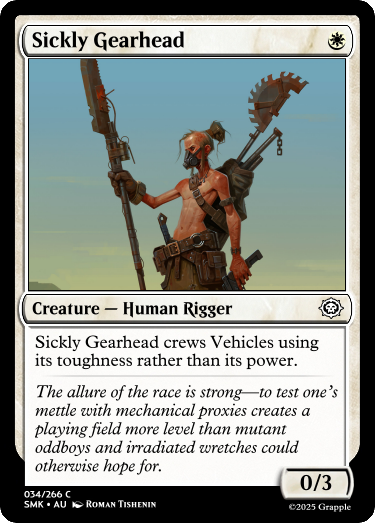 Sickly Gearhead
Creature — Human Rigger
Sickly Gearhead crews Vehicles using
its toughness rather than its power.
The allure of the race is strong—to test one's
mettle with mechanical proxies creates a
playing field more level than mutant
oddboys and irradiated wretches could
otherwise hope for.
0/3
034/266 C
SMK • AU Roman Tishenin
©2025 Grapple